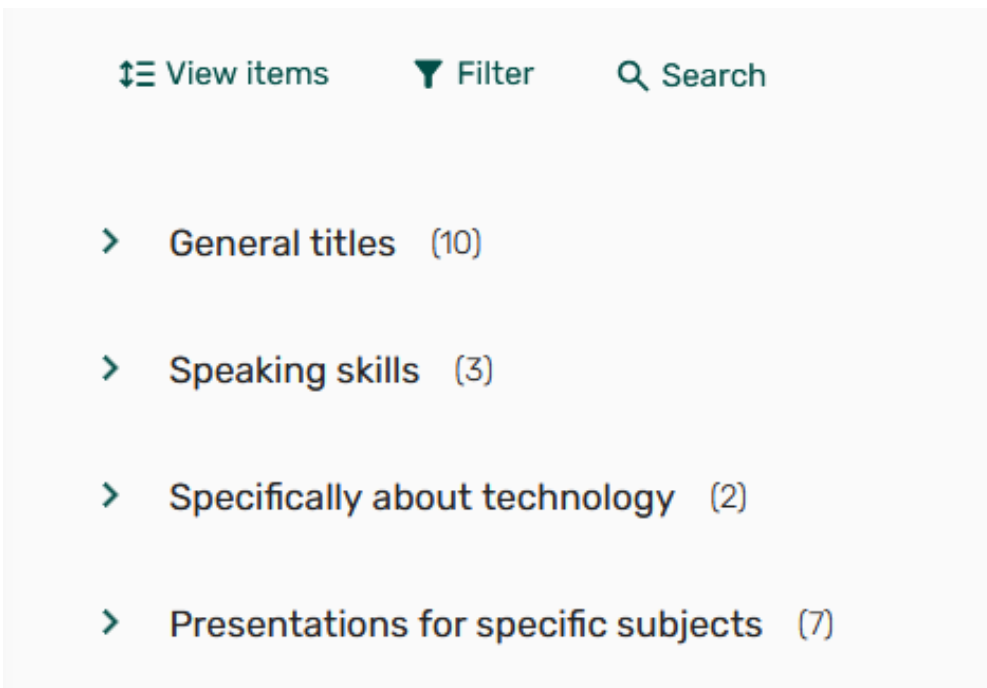 View items Filter Search
General titles (10)
Speaking skills (3)
Specifically about technology (2)
Presentations for specific subjects (7)